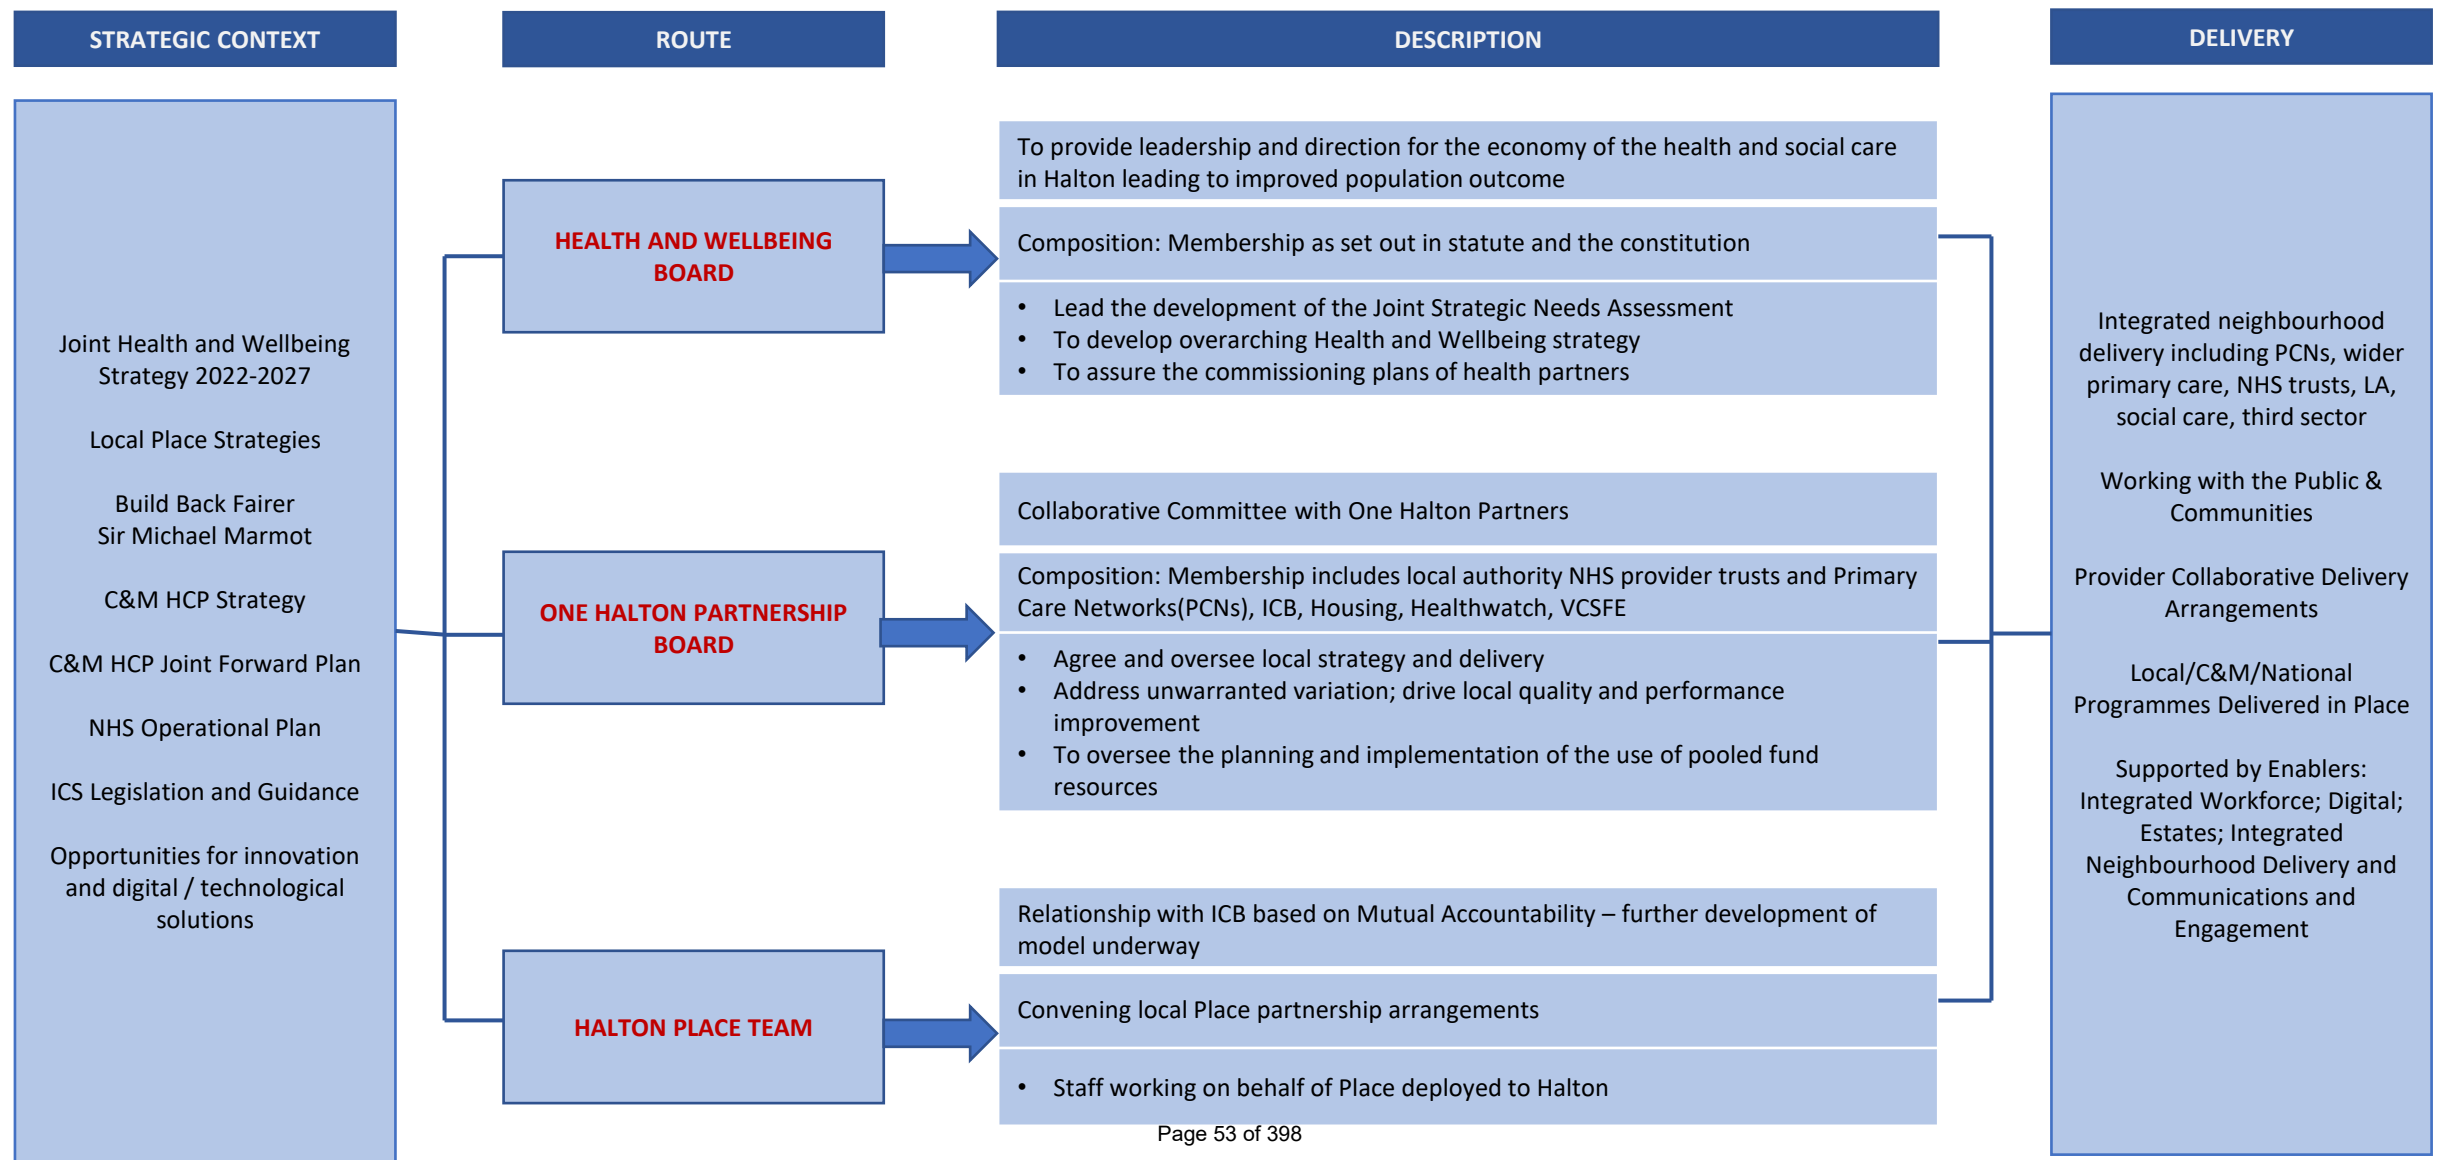 STRATEGIC CONTEXT
ROUTE
DESCRIPTION
DELIVERY
Joint Health and Wellbeing
Strategy 2022-2027
Local Place Strategies
Build Back Fairer
Sir Michael Marmot
C&M HCP Strategy
C&M HCP Joint Forward Plan
NHS Operational Plan
ICS Legislation and Guidance
Opportunities for innovation
and digital / technological
solutions
HEALTH AND WELLBEING
BOARD
To provide leadership and direction for the economy of the health and social care
in Halton leading to improved population outcome
Composition: Membership as set out in statute and the constitution
• Lead the development of the Joint Strategic Needs Assessment
• To develop overarching Health and Wellbeing strategy
• To assure the commissioning plans of health partners
ONE HALTON PARTNERSHIP
BOARD
Collaborative Committee with One Halton Partners
Composition: Membership includes local authority NHS provider trusts and Primary
Care Networks(PCNs), ICB, Housing, Healthwatch, VCSFE
• Agree and oversee local strategy and delivery
• Address unwarranted variation; drive local quality and performance
improvement
• To oversee the planning and implementation of the use of pooled fund
resources
HALTON PLACE TEAM
Relationship with ICB based on Mutual Accountability – further development of
model underway
Convening local Place partnership arrangements
• Staff working on behalf of Place deployed to Halton
Integrated neighbourhood
delivery including PCNs, wider
primary care, NHS trusts, LA,
social care, third sector
Working with the Public &
Communities
Provider Collaborative Delivery
Arrangements
Local/C&M/National
Programmes Delivered in Place
Supported by Enablers:
Integrated Workforce; Digital;
Estates; Integrated
Neighbourhood Delivery and
Communications and
Engagement
Page 53 of 398